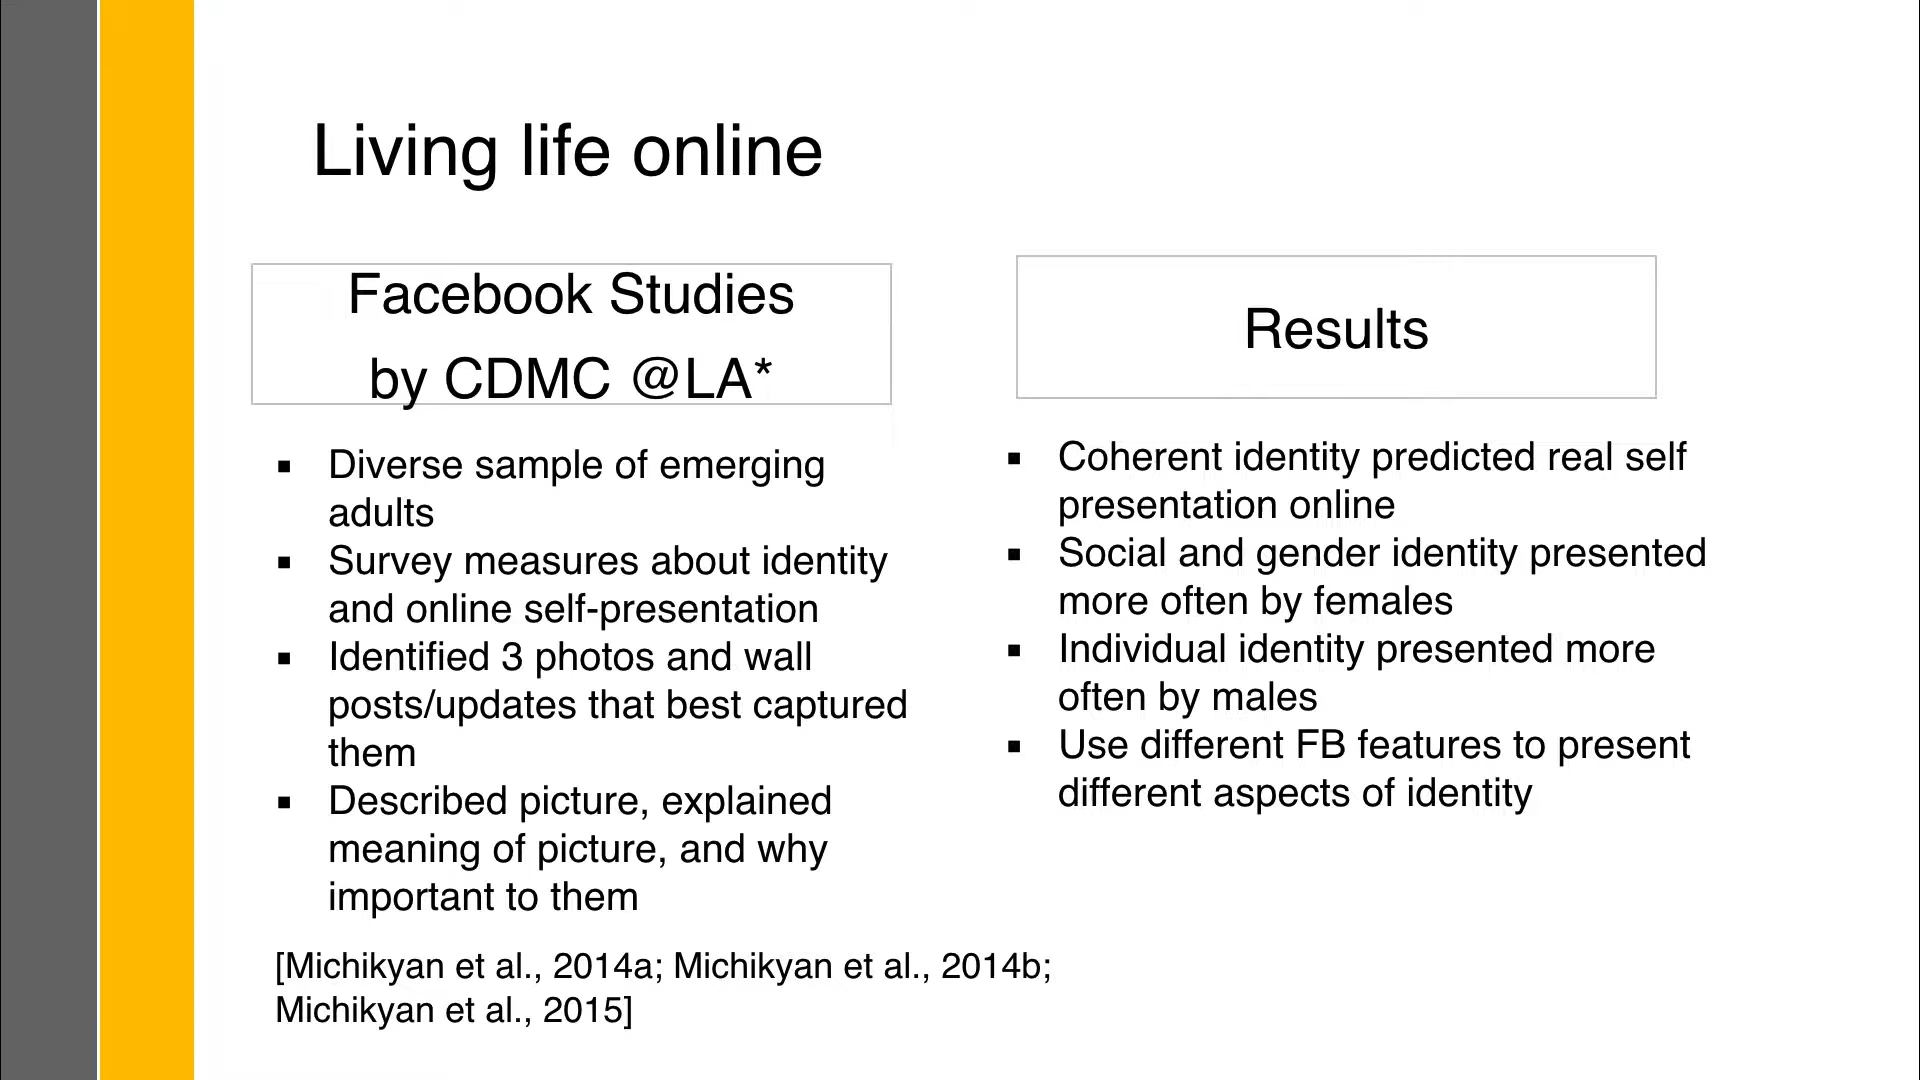 Living life online
Facebook Studies
by CDMC @LA*
▪ Diverse sample of emerging
adults
▪ Survey measures about identity
and online self-presentation
▪ Identified 3 photos and wall
posts/updates that best captured
them
▪ Described picture, explained
meaning of picture, and why
important to them
[Michikyan et al., 2014a; Michikyan et al., 2014b;
Michikyan et al., 2015]
Results
▪ Coherent identity predicted real self
presentation online
▪ Social and gender identity presented
more often by females
▪ Individual identity presented more
often by males
▪ Use different FB features to present
different aspects of identity